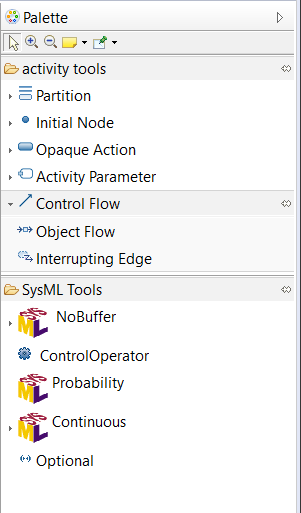 Palette
activity tools
Partition
Initial Node
Opaque Action
Activity Parameter
Control Flow
Object Flow
Interrupting Edge
SysML Tools
NoBuffer
ControlOperator
Probability
Continuous
Optional